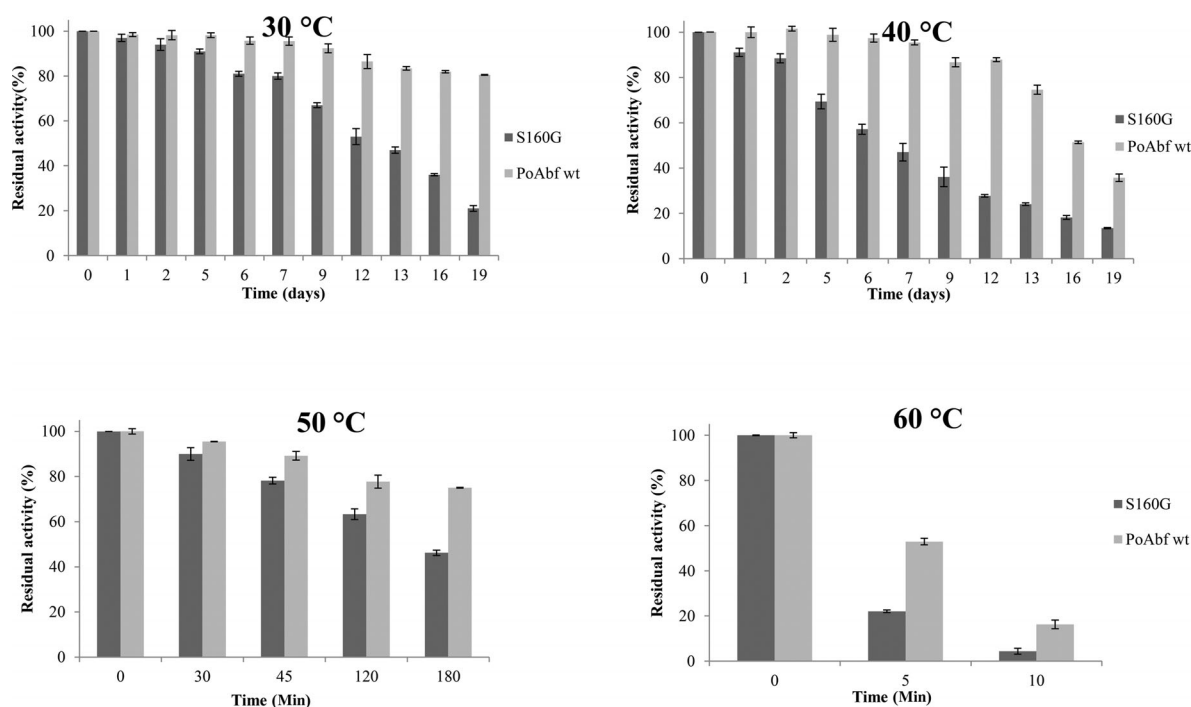 30 °C
Residual activity(%)
100
80
60
40
20
0
0 1 2 5 6 7 9 12 13 16 19
Time (days)
S160G
PoAbf wt
40 °C
Residual activity (%)
100
80
60
40
20
0
0 1 2 5 6 7 9 12 13 16 19
Time (days)
S160G
PoAbf wt
50 °C
Residual activity (%)
100
80
60
40
20
0
0 30 45 120 180
Time (Min)
60 °C
Residual activity (%)
100
80
60
40
20
0
0 5 10
Time (Min)
S160G
PoAbf wt